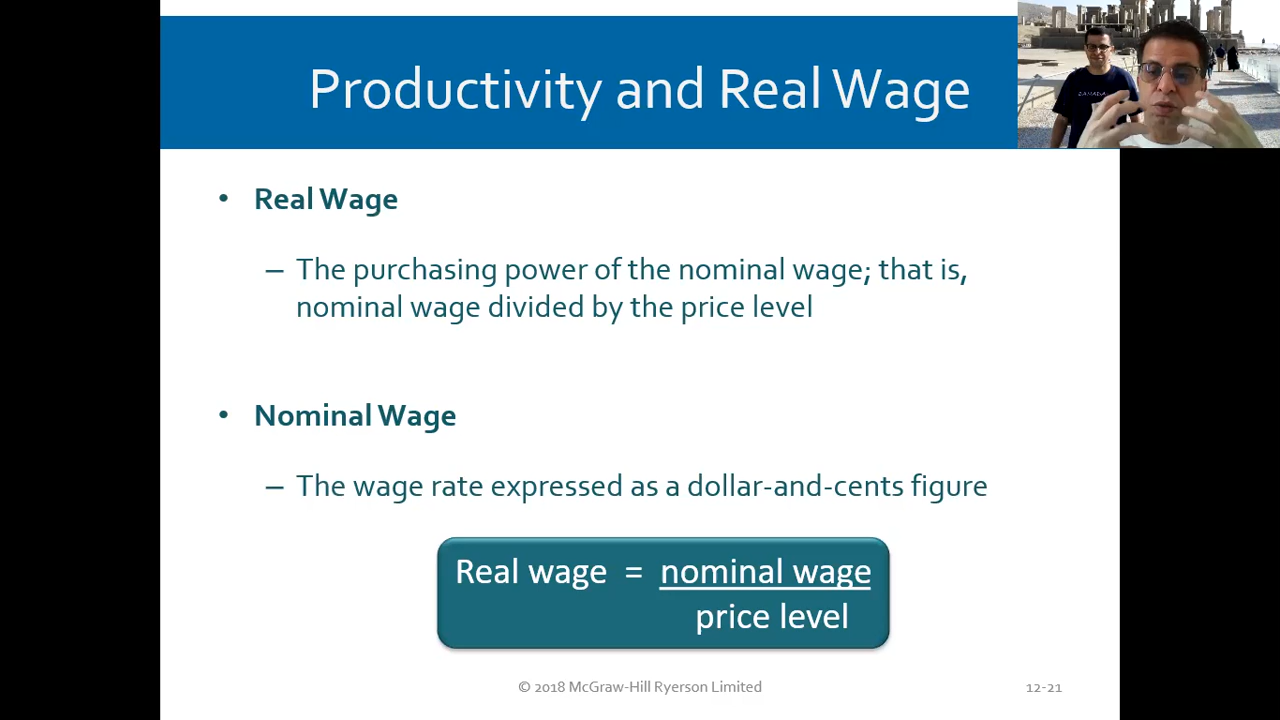 Productivity and Real Wage
• Real Wage
– The purchasing power of the nominal wage; that is,
nominal wage divided by the price level
• Nominal Wage
– The wage rate expressed as a dollar-and-cents figure
Real wage = nominal wage
price level
© 2018 McGraw-Hill Ryerson Limited
12-21